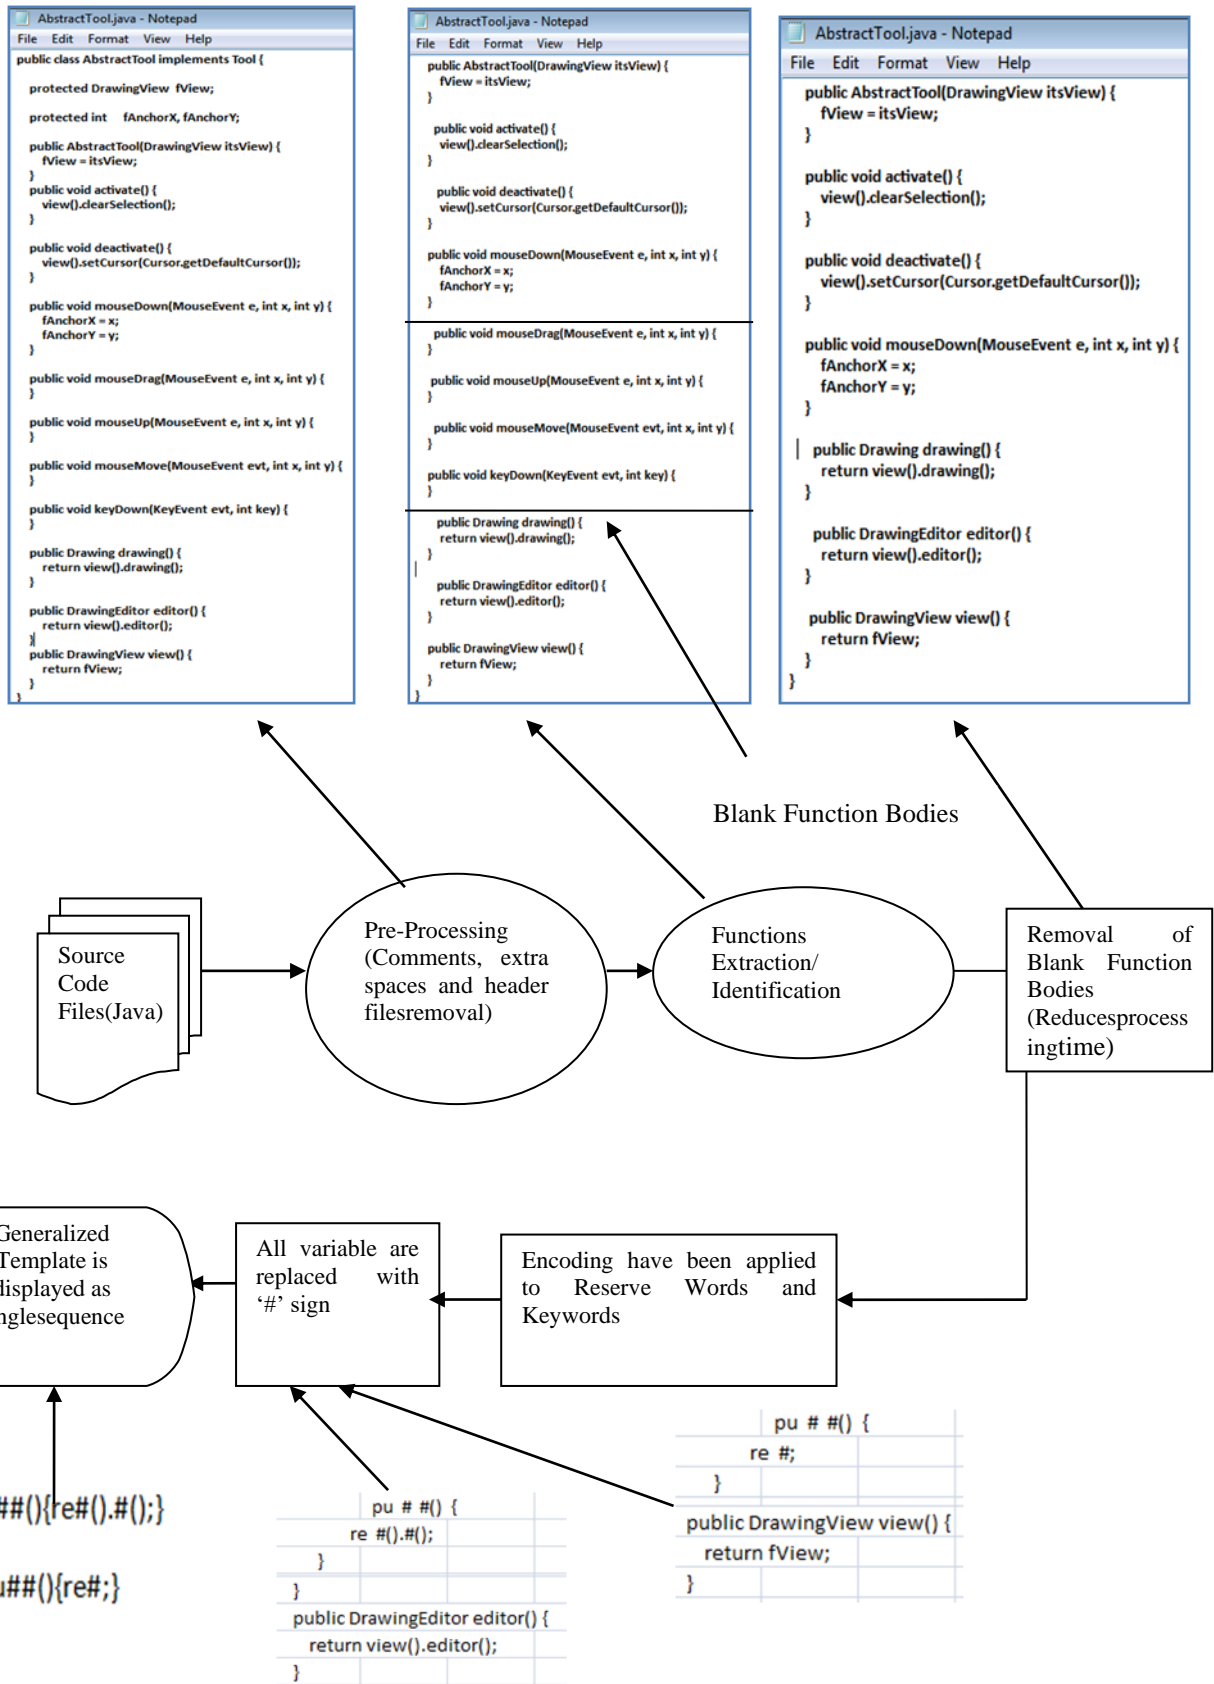 AbstractTool.java - Notepad
File Edit Format View Help
public class AbstractTool implements Tool {
protected DrawingView fView;
protected int fAnchorX, fAnchorY;
public AbstractTool(DrawingView itsView) {
fView = itsView;
}
public void activate() {
view().clearSelection();
}
public void deactivate() {
view().setCursor(Cursor.getDefaultCursor());
}
public void mouseDown(MouseEvent e, int x, int y) {
fAnchorX = x;
fAnchorY = y;
}
public void mouseDrag(MouseEvent e, int x, int y) {
}
public void mouseUp(MouseEvent e, int x, int y) {
}
public void mouseMove(MouseEvent evt, int x, int y) {
}
public void keyDown(KeyEvent evt, int key) {
}
public Drawing drawing() {
return view().drawing();
}
public DrawingEditor editor() {
return view().editor();
}
public DrawingView view() {
return fView;
}
}
AbstractTool.java - Notepad
File Edit Format View Help
public AbstractTool(DrawingView itsView) {
fView = itsView;
}
public void activate() {
view().clearSelection();
}
public void deactivate() {
view().setCursor(Cursor.getDefaultCursor());
}
public void mouseDown(MouseEvent e, int x, int y) {
fAnchorX = x;
fAnchorY = y;
}
public void mouseDrag(MouseEvent e, int x, int y) {
}
public void mouseUp(MouseEvent e, int x, int y) {
}
public void mouseMove(MouseEvent evt, int x, int y) {
}
public void keyDown(KeyEvent evt, int key) {
}
public Drawing drawing() {
return view().drawing();
}
public DrawingEditor editor() {
return view().editor();
}
public DrawingView view() {
return fView;
}
}
AbstractTool.java - Notepad
File Edit Format View Help
public AbstractTool(DrawingView itsView) {
fView = itsView;
}
public void activate() {
view().clearSelection();
}
public void deactivate() {
view().setCursor(Cursor.getDefaultCursor());
}
public void mouseDown(MouseEvent e, int x, int y) {
fAnchorX = x;
fAnchorY = y;
}
public Drawing drawing() {
return view().drawing();
}
public DrawingEditor editor() {
return view().editor();
}
public DrawingView view() {
return fView;
}
}
Blank Function Bodies
Source
Code
Files(Java)
Pre-Processing
(Comments, extra
spaces and header
filesremoval)
Functions
Extraction/
Identification
Removal of
Blank Function
Bodies
(Reducesprocess
ingtime)
Generalized
Template is
displayed as
nglesequence
All variable are
replaced with
‘#’ sign
Encoding have been applied
to Reserve Words and
Keywords
##(){re#().#();}
u##(){re#;}
pu # #() {
re #().#();
}
}
public DrawingEditor editor() {
return view().editor();
}
pu # #() {
re #;
}
public DrawingView view() {
return fView;
}